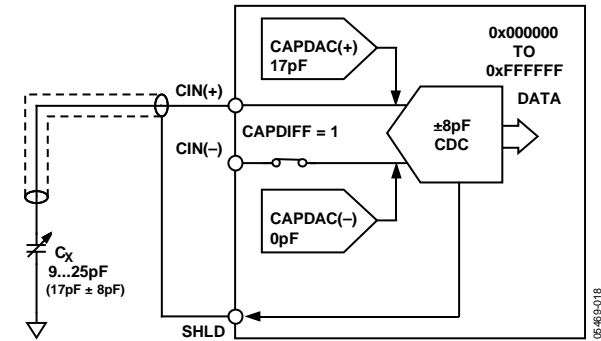 CAPDAC(+)
17pF
0x000000
TO
0xFFFFFF
DATA
CIN(+)
CAPDIFF = 1
±8pF
CDC
CIN(–)
CAPDAC(–)
0pF
CX
9...25pF
(17pF ± 8pF)
SHLD
05469-018